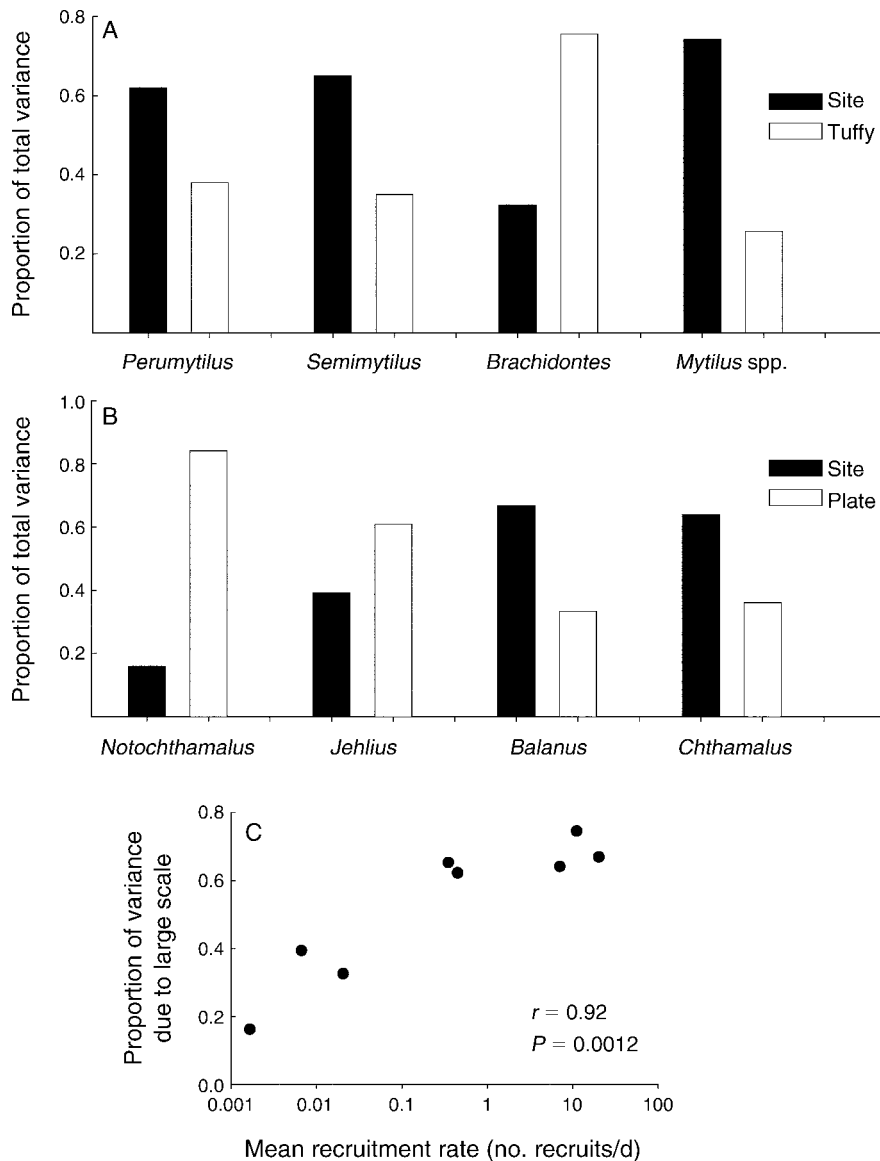 A
0.8
0.6
0.4
0.2
Proportion of total variance
Site
Tuffy
Perumytilus Semimytilus Brachidontes Mytilus spp.
B
1.0
0.8
0.6
0.4
0.2
Proportion of total variance
Site
Plate
Notochthamalus Jehlius Balanus Chthamalus
C
0.8
0.6
0.4
0.2
0.0
Proportion of variance
due to large scale
r = 0.92
P = 0.0012
0.001 0.01 0.1 1 10 100
Mean recruitment rate (no. recruits/d)